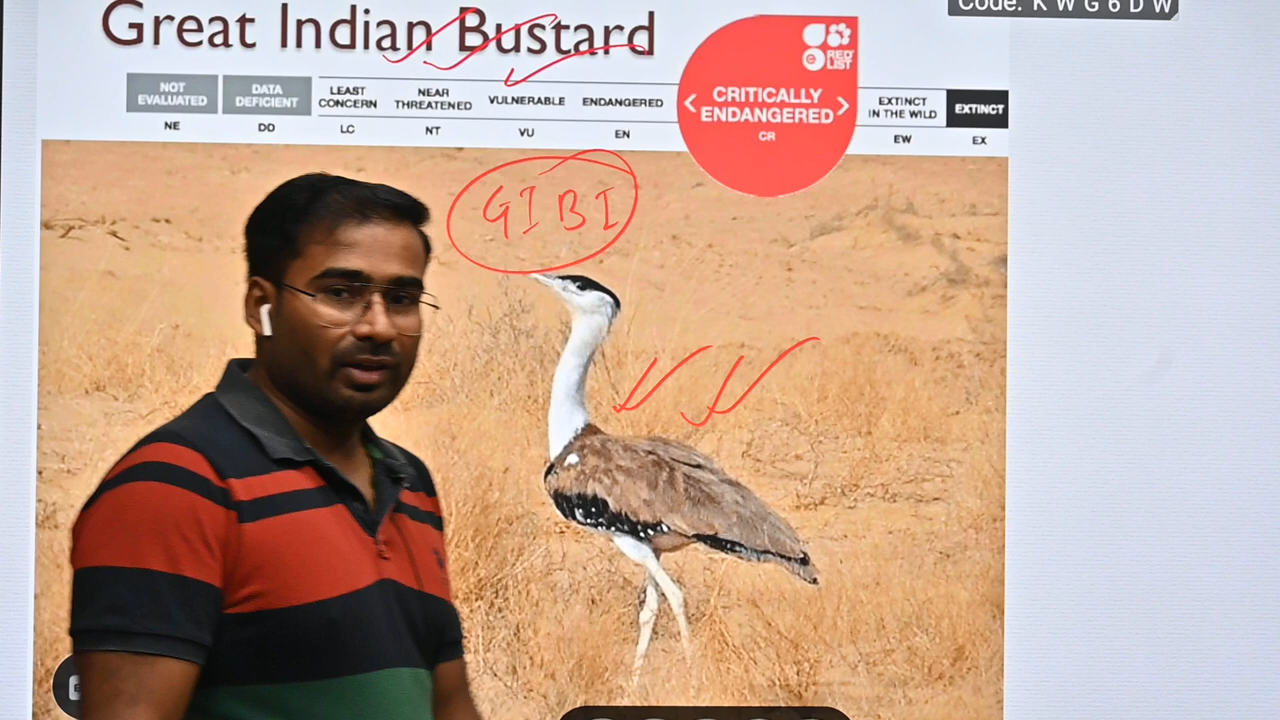 Code: K W G 6 D W
Great Indian Bustard
RED
LIST
NOT EVALUATED
DATA DEFICIENT
LEAST CONCERN
NEAR THREATENED
VULNERABLE
ENDANGERED
< CRITICALLY ENDANGERED >
EXTINCT IN THE WILD
EXTINCT
NE
DD
LC
NT
VU
EN
CR
EW
EX
GIBI